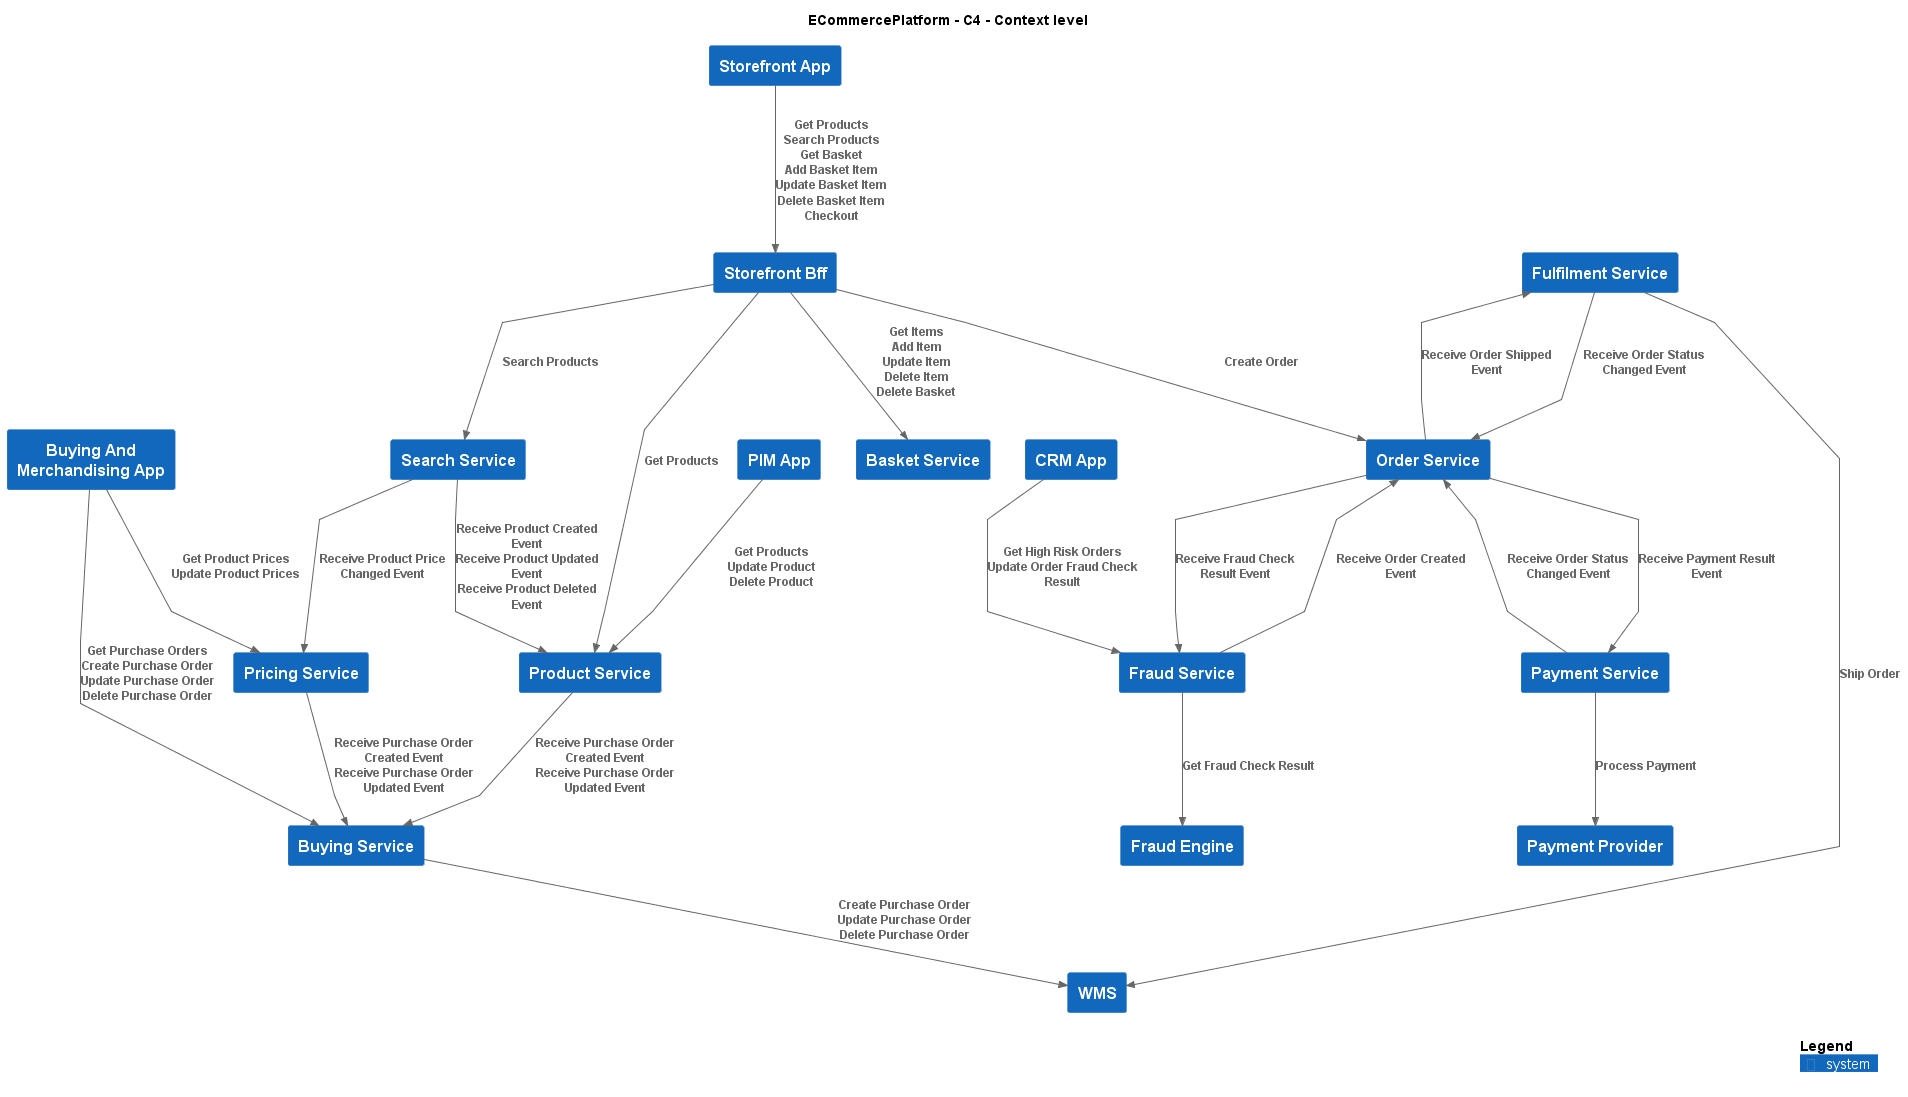 ECommercePlatform - C4 - Context level
Storefront App
Get Products
Search Products
Get Basket
Add Basket Item
Update Basket Item
Delete Basket Item
Checkout
Storefront Bff
Fulfilment Service
Search Products
Get Items
Add Item
Update Item
Delete Item
Delete Basket
Create Order
Receive Order Shipped
Event
Receive Order Status
Changed Event
Buying And
Merchandising App
Search Service
Get Products
PIM App
Basket Service
CRM App
Order Service
Get Product Prices
Update Product Prices
Receive Product Price
Changed Event
Receive Product Created
Event
Receive Product Updated
Event
Receive Product Deleted
Event
Get Products
Update Product
Delete Product
Get High Risk Orders
Update Order Fraud Check
Result
Receive Fraud Check
Result Event
Receive Order Created
Event
Receive Order Status
Changed Event
Receive Payment Result
Event
Get Purchase Orders
Create Purchase Order
Update Purchase Order
Delete Purchase Order
Pricing Service
Product Service
Fraud Service
Payment Service
Ship Order
Receive Purchase Order
Created Event
Receive Purchase Order
Updated Event
Receive Purchase Order
Created Event
Receive Purchase Order
Updated Event
Get Fraud Check Result
Process Payment
Buying Service
Fraud Engine
Payment Provider
Create Purchase Order
Update Purchase Order
Delete Purchase Order
WMS
Legend
system